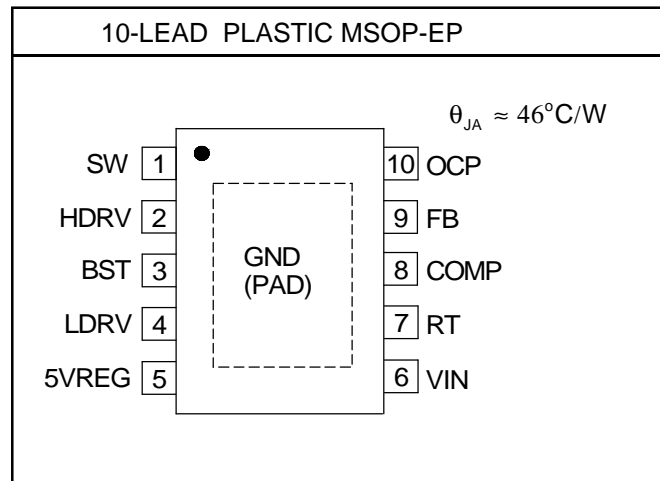 10-LEAD PLASTIC MSOP-EP
θJA ≈ 46°C/W
SW 1
10 OCP
HDRV 2
9 FB
BST 3
GND
(PAD)
8 COMP
LDRV 4
7 RT
5VREG 5
6 VIN